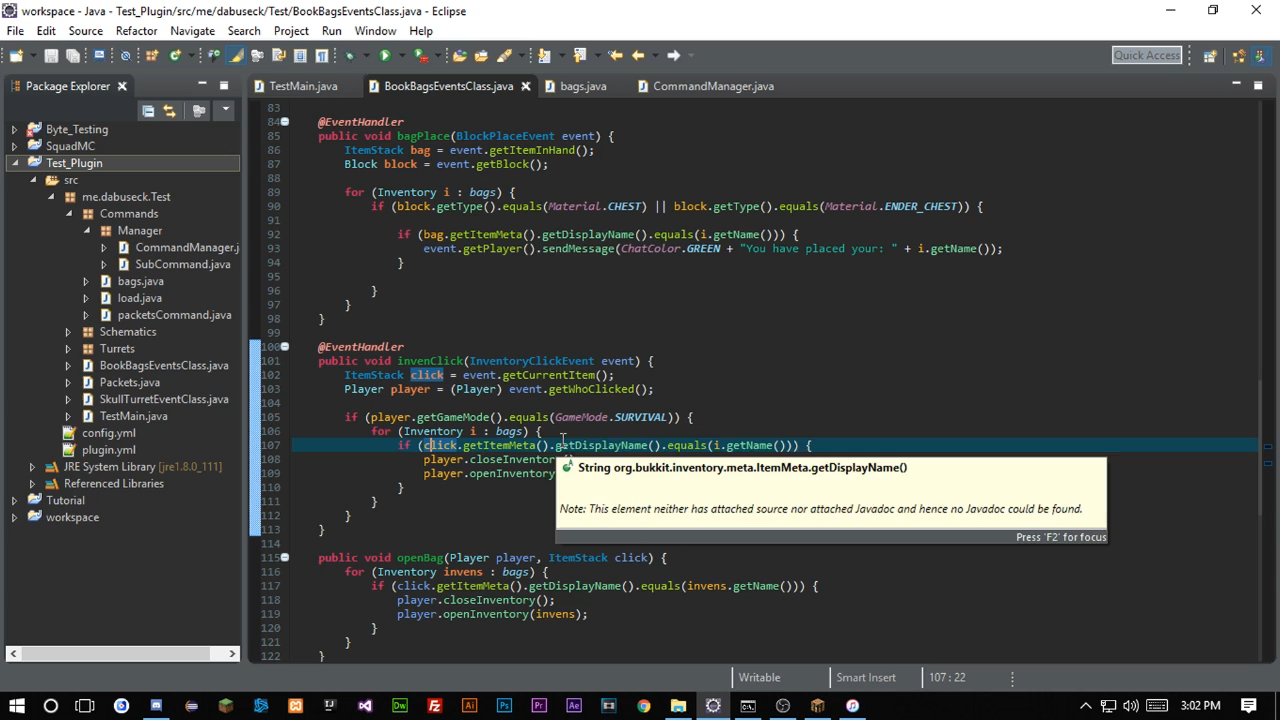 workspace - Java - Test_Plugin/src/me/dabuseck/Test/BookBagsEventsClass.java - Eclipse
File Edit Source Refactor Navigate Search Project Run Window Help
Quick Access
Package Explorer
TestMain.java
BookBagsEventsClass.java
bags.java
CommandManager.java
Byte_Testing
SquadMC
Test_Plugin
src
me.dabuseck.Test
Commands
Manager
CommandManager.j
SubCommand.java
bags.java
load.java
packetsCommand.java
Schematics
Turrets
BookBagsEventsClass.java
Packets.java
SkullTurretEventsClass.java
TestMain.java
config.yml
plugin.yml
JRE System Library [jre1.8.0_111]
Referenced Libraries
Tutorial
workspace
83
84 @EventHandler
85 public void bagPlace(BlockPlaceEvent event) {
86 ItemStack bag = event.getItemInHand();
87 Block block = event.getBlock();
88
89 for (Inventory i : bags) {
90 if (block.getType().equals(Material.CHEST) || block.getType().equals(Material.ENDER_CHEST)) {
91
92 if (bag.getItemMeta().getDisplayName().equals(i.getName())) {
93 event.getPlayer().sendMessage(ChatColor.GREEN + "You have placed your: " + i.getName());
94 }
95
96 }
97 }
98 }
99
100 @EventHandler
101 public void invenClick(InventoryClickEvent event) {
102 ItemStack click = event.getCurrentItem();
103 Player player = (Player) event.getWhoClicked();
104
105 if (player.getGameMode().equals(GameMode.SURVIVAL)) {
106 for (Inventory i : bags) {
107 if (click.getItemMeta().getDisplayName().equals(i.getName())) {
108 player.closeInventor
109 player.openInventory
110 }
111 }
112 }
113 }
114
115 public void openBag(Player player, ItemStack click) {
116 for (Inventory invens : bags) {
117 if (click.getItemMeta().getDisplayName().equals(invens.getName())) {
118 player.closeInventory();
119 player.openInventory(invens);
120 }
121 }
122 }
String org.bukkit.inventory.meta.ItemMeta.getDisplayName()
Note: This element neither has attached source nor attached Javadoc and hence no Javadoc could be found.
Press 'F2' for focus
Writable Smart Insert 107 : 22
3:02 PM